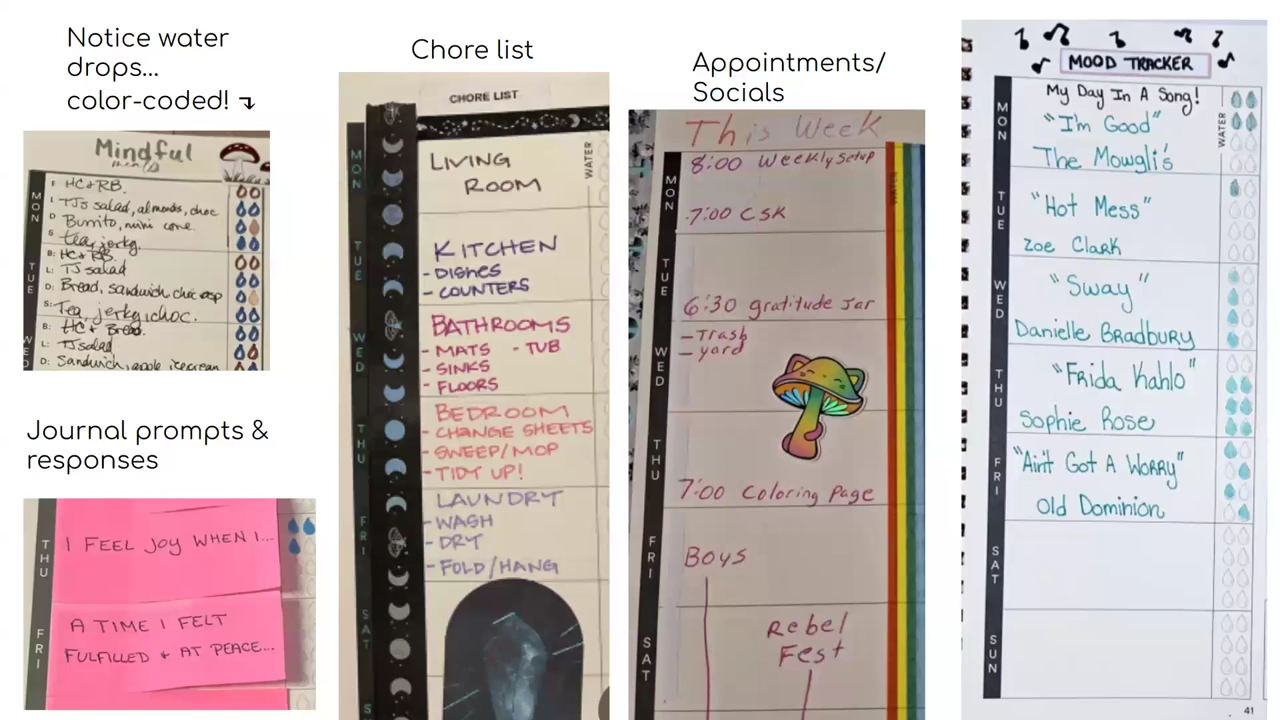 Notice water
drops...
color-coded!
Mindful
MON
TUE
WED
HC & RB.
L: TJs salad, almonds, choc
D: Burrito, mini cone.
S: tea, jerky.
B: HC & RB.
L: TJ salad
D: Bread, sandwich, choc
S: Tea, jerky, choc.
B: HC & Bread.
L: TJ salad
D: Sandwich, apple, icecream
Journal prompts &
responses
THU
FRI
I FEEL JOY WHEN I...
A TIME I FELT
FULFILLED & AT PEACE...
Chore list
CHORE LIST
WATER
MON
TUE
WED
THU
FRI
SAT
S
LIVING
ROOM
KITCHEN
- DISHES
- COUNTERS
BATHROOMS
- MATS - TUB
- SINKS
- FLOORS
BEDROOM
- CHANGE SHEETS
- SWEEP/MOP
- TIDY UP!
LAUNDRY
- WASH
- DRY
- FOLD/HANG
Appointments/
Socials
This Week
MON
TUE
WED
THU
FRI
SAT
WATER
8:00 Weekly Setup
7:00 CSK
6:30 gratitude Jar
- Trash
- yard
7:00 Coloring page
Boys
Rebel
Fest
MOOD TRACKER
MON
TUE
WED
THU
FRI
SAT
SUN
WATER
My Day In A Song!
"I'm Good"
The Mowgli's
"Hot Mess"
Zoe Clark
"Sway"
Danielle Bradbury
"Frida Kahlo"
Sophie Rose
"Ain't Got A Worry"
Old Dominion
41